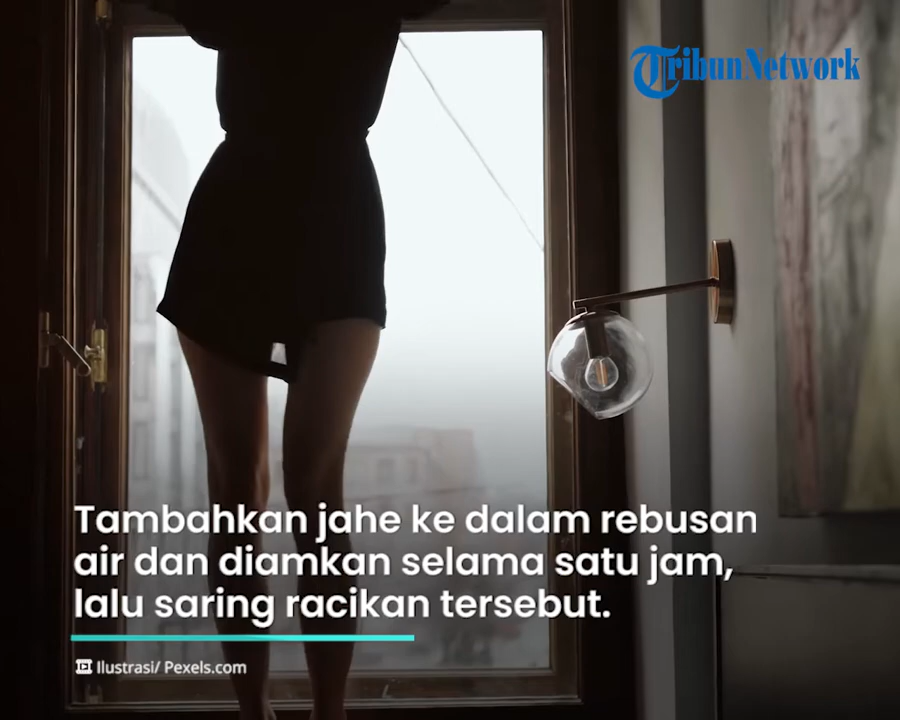 TribunNetwork
Tambahkan jahe ke dalam rebusan
air dan diamkan selama satu jam,
lalu saring racikan tersebut.
Ilustrasi/ Pexels.com